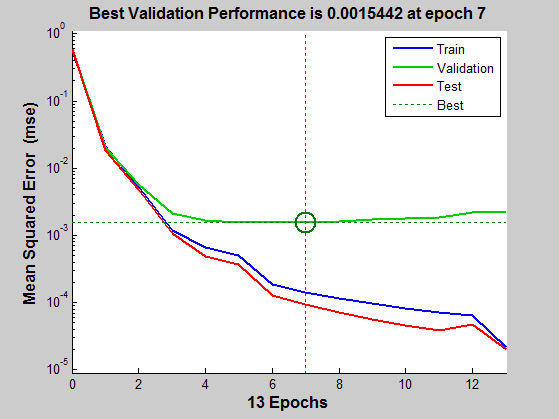 Best Validation Performance is 0.0015442 at epoch 7
Train
Validation
Test
Best
Mean Squared Error (mse)
10^0
10^-1
10^-2
10^-3
10^-4
10^-5
0 2 4 6 8 10 12
13 Epochs